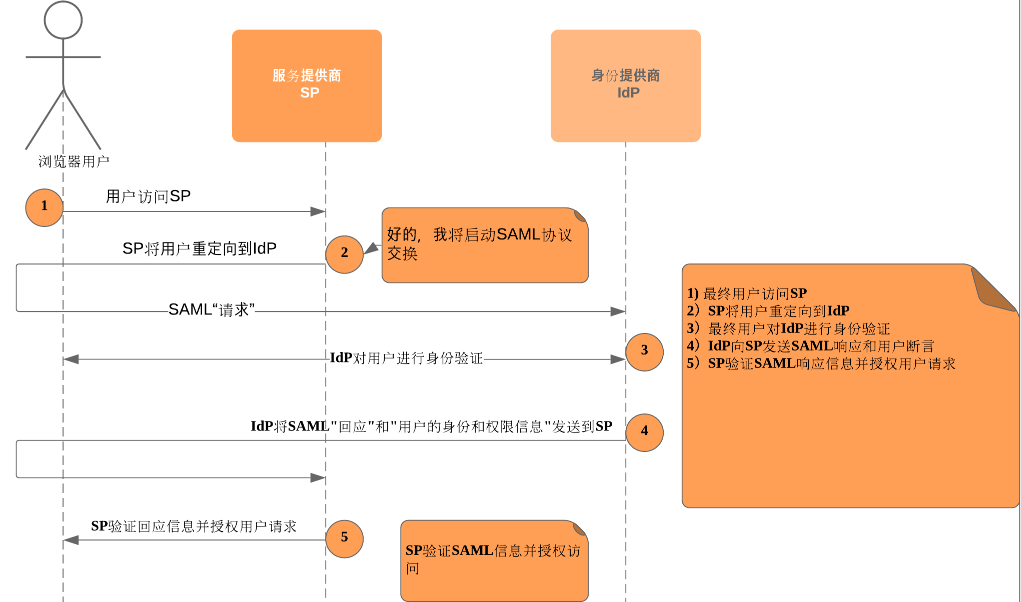 服务提供商
SP
身份提供商
IdP
浏览器用户
1
用户访问SP
好的，我将启动SAML协议
交换
2
SP将用户重定向到IdP
SAML“请求”
1) 最终用户访问SP
2）SP将用户重定向到IdP
3）最终用户对IdP进行身份验证
4）IdP向SP发送SAML响应和用户断言
5）SP验证SAML响应信息并授权用户请求
IdP对用户进行身份验证
3
IdP将SAML"回应"和"用户的身份和权限信息"发送到SP
4
SP验证回应信息并授权用户请求
5
SP验证SAML信息并授权访
问